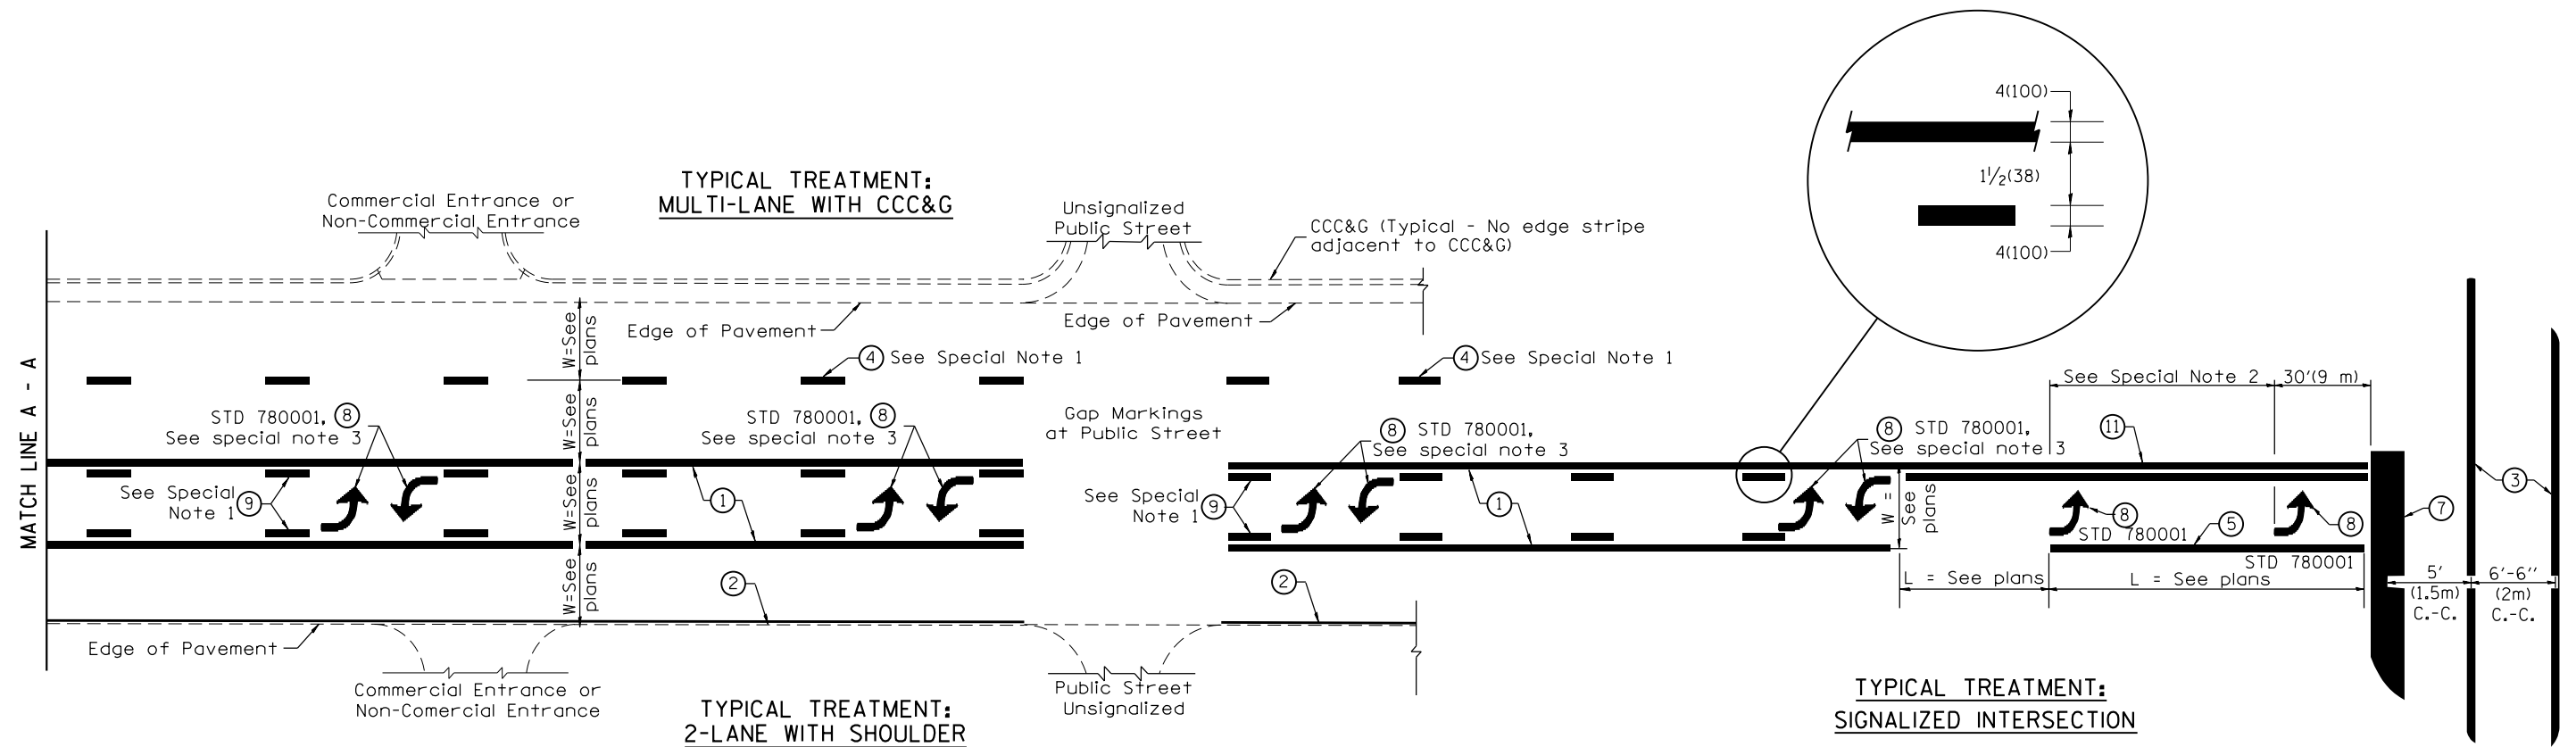 TYPICAL TREATMENT:
MULTI-LANE WITH CCC&G
Commercial Entrance or
Non-Commercial Entrance
Unsignalized
Public Street
CCC&G (Typical - No edge stripe
adjacent to CCC&G)
4(100)
1 1/2(38)
4(100)
Edge of Pavement
Edge of Pavement
MATCH LINE A - A
W=See
plans
W=See
plans
W=See
plans
W=See
plans
4 See Special Note 1
4 See Special Note 1
STD 780001, 8
See special note 3
STD 780001, 8
See special note 3
Gap Markings
at Public Street
8 STD 780001,
See special note 3
8 STD 780001,
See special note 3
See Special Note 2
30'(9 m)
11
See Special
Note 1
9
1
See Special
Note 1
9
1
W =
See
plans
8
STD 780001
5
8
STD 780001
7
3
L = See plans
L = See plans
5'
(1.5m)
C.-C.
6'-6"
(2m)
C.-C.
2
2
Edge of Pavement
Commercial Entrance or
Non-Comercial Entrance
Public Street
Unsignalized
TYPICAL TREATMENT:
2-LANE WITH SHOULDER
TYPICAL TREATMENT:
SIGNALIZED INTERSECTION